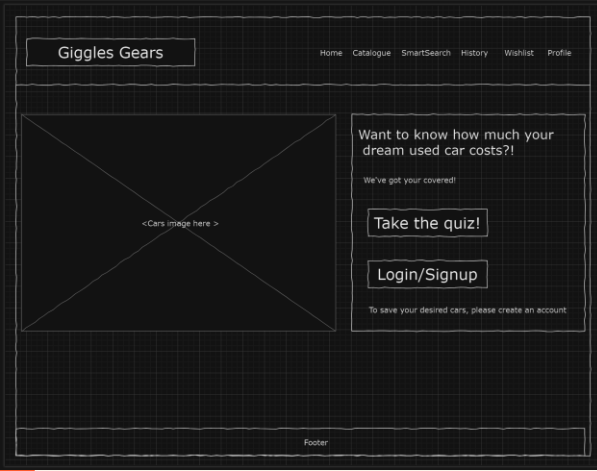 Giggles Gears
Home Catalogue SmartSearch History Wishlist Profile
<Cars image here >
Want to know how much your
dream used car costs?!
We've got your covered!
Take the quiz!
Login/Signup
To save your desired cars, please create an account
Footer